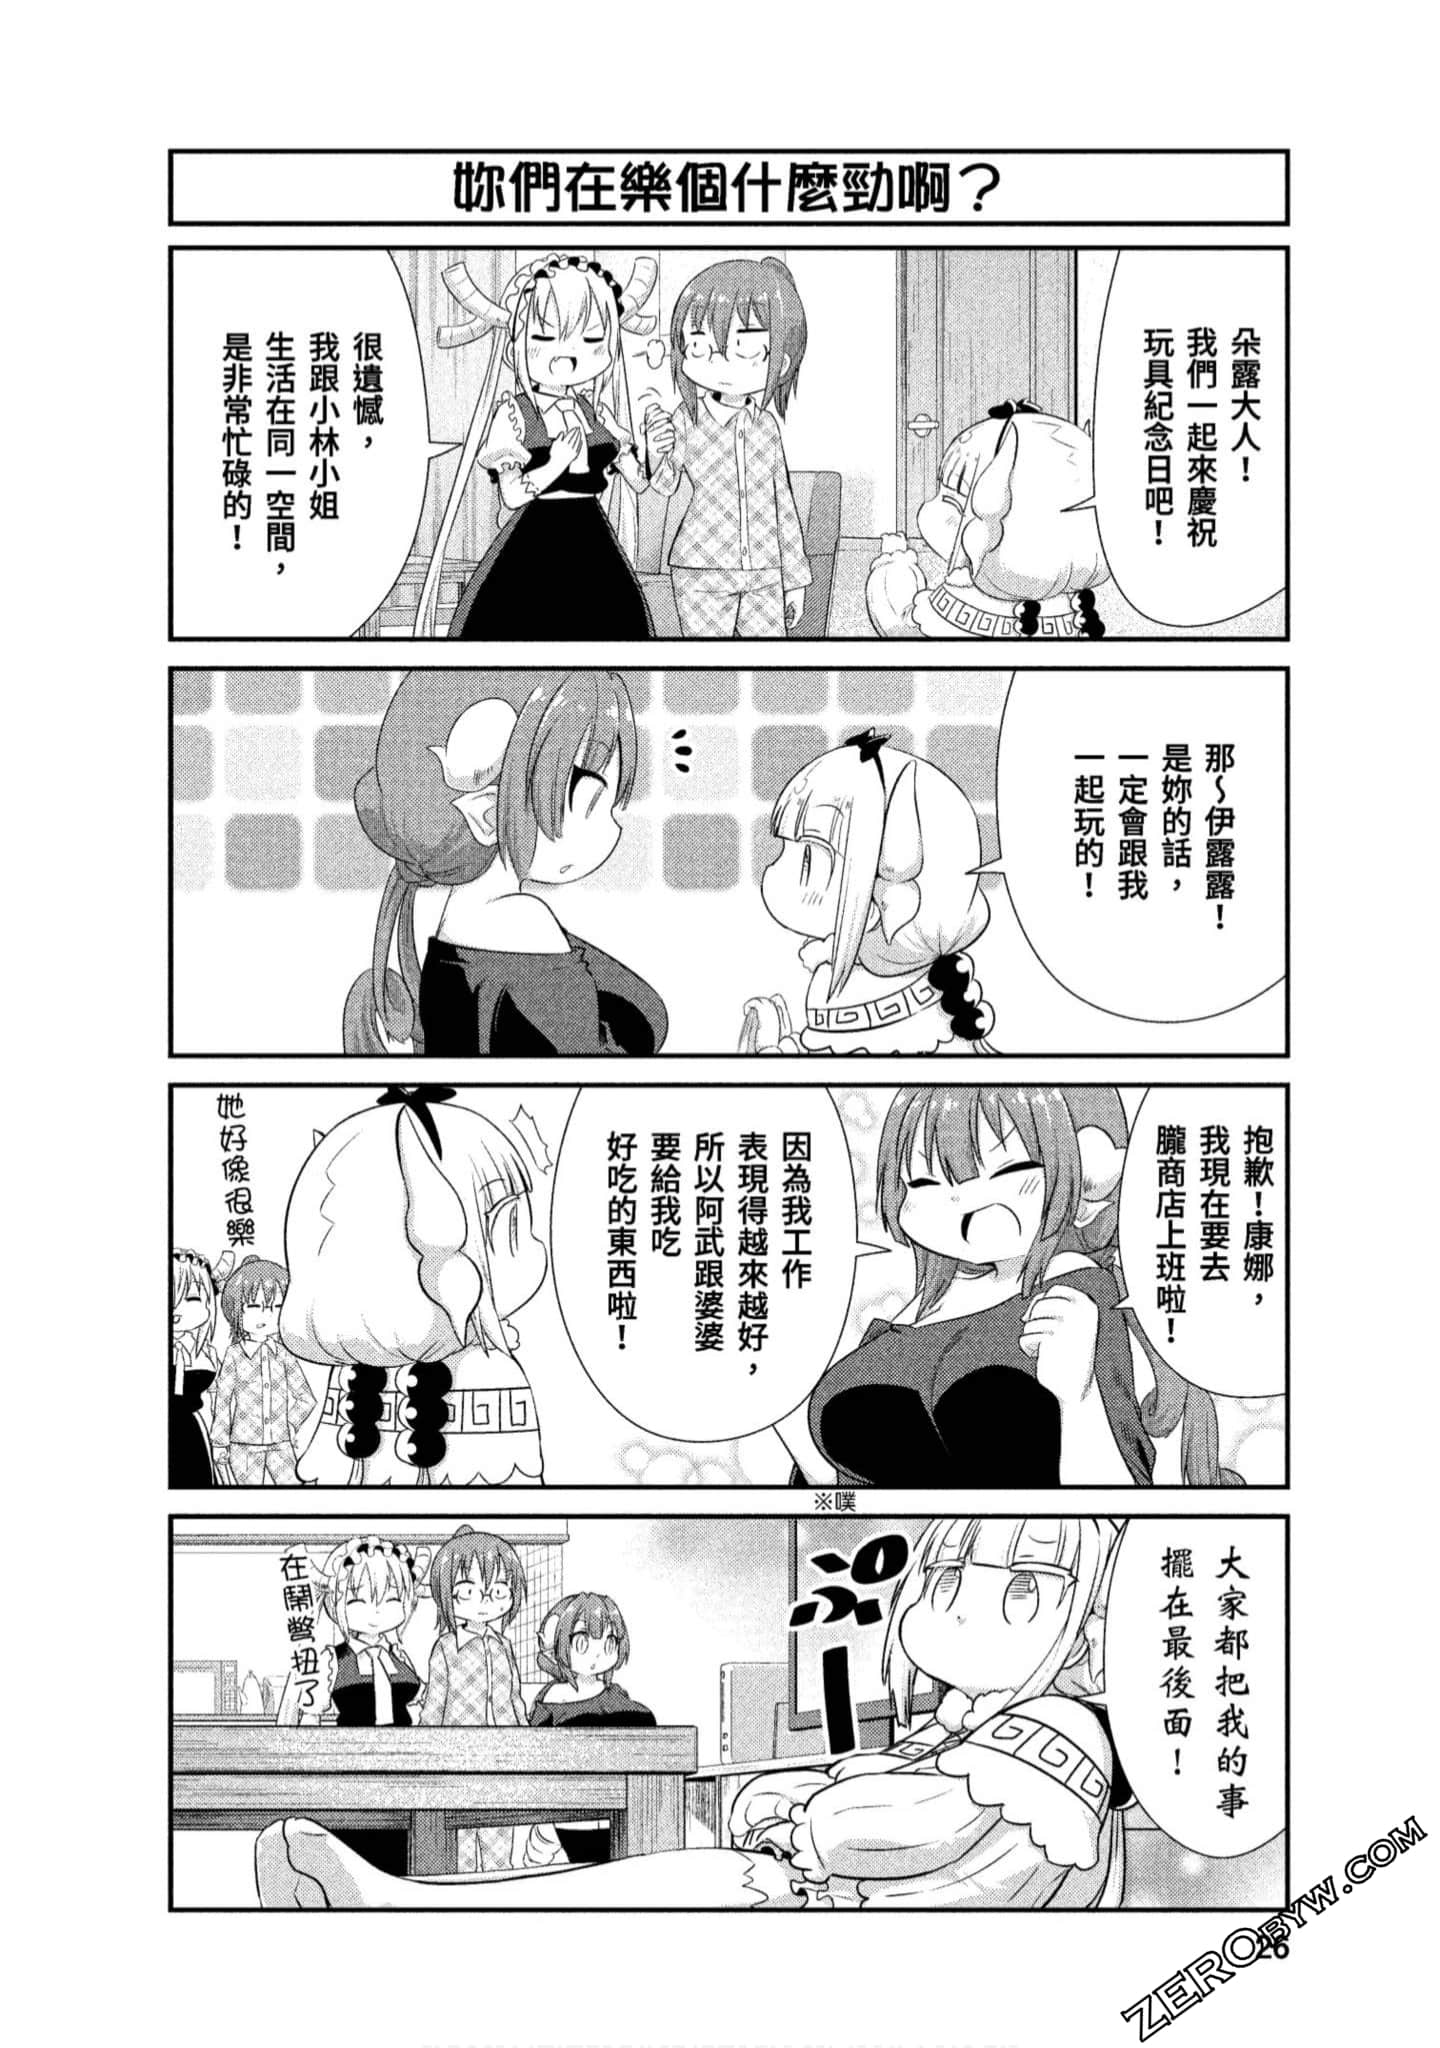 妳們在樂個什麼勁啊？
朵露大人！
我們一起來慶祝
玩具紀念日吧！
很遺憾，
我跟小林小姐
生活在同一空間，
是非常忙碌的！
那～伊露露！
是妳的話，
一定會跟我
一起玩的！
抱歉！康娜，
我現在要去
朧商店上班啦！
因為我工作
表現得越來越好，
所以阿武跟婆婆
要給我吃
好吃的東西啦！
她好像很樂
※噗
大家都把我的事
擺在最後面！
ぷー
在鬧彆扭了
26
ZEROBYW.COM